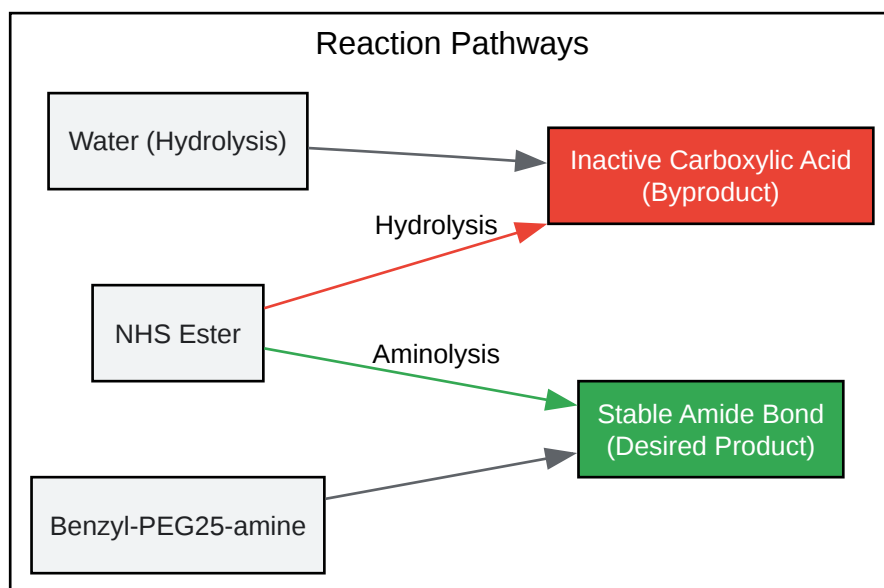 Reaction Pathways
Water (Hydrolysis)
Inactive Carboxylic Acid
(Byproduct)
Hydrolysis
NHS Ester
Aminolysis
Stable Amide Bond
(Desired Product)
Benzyl-PEG25-amine